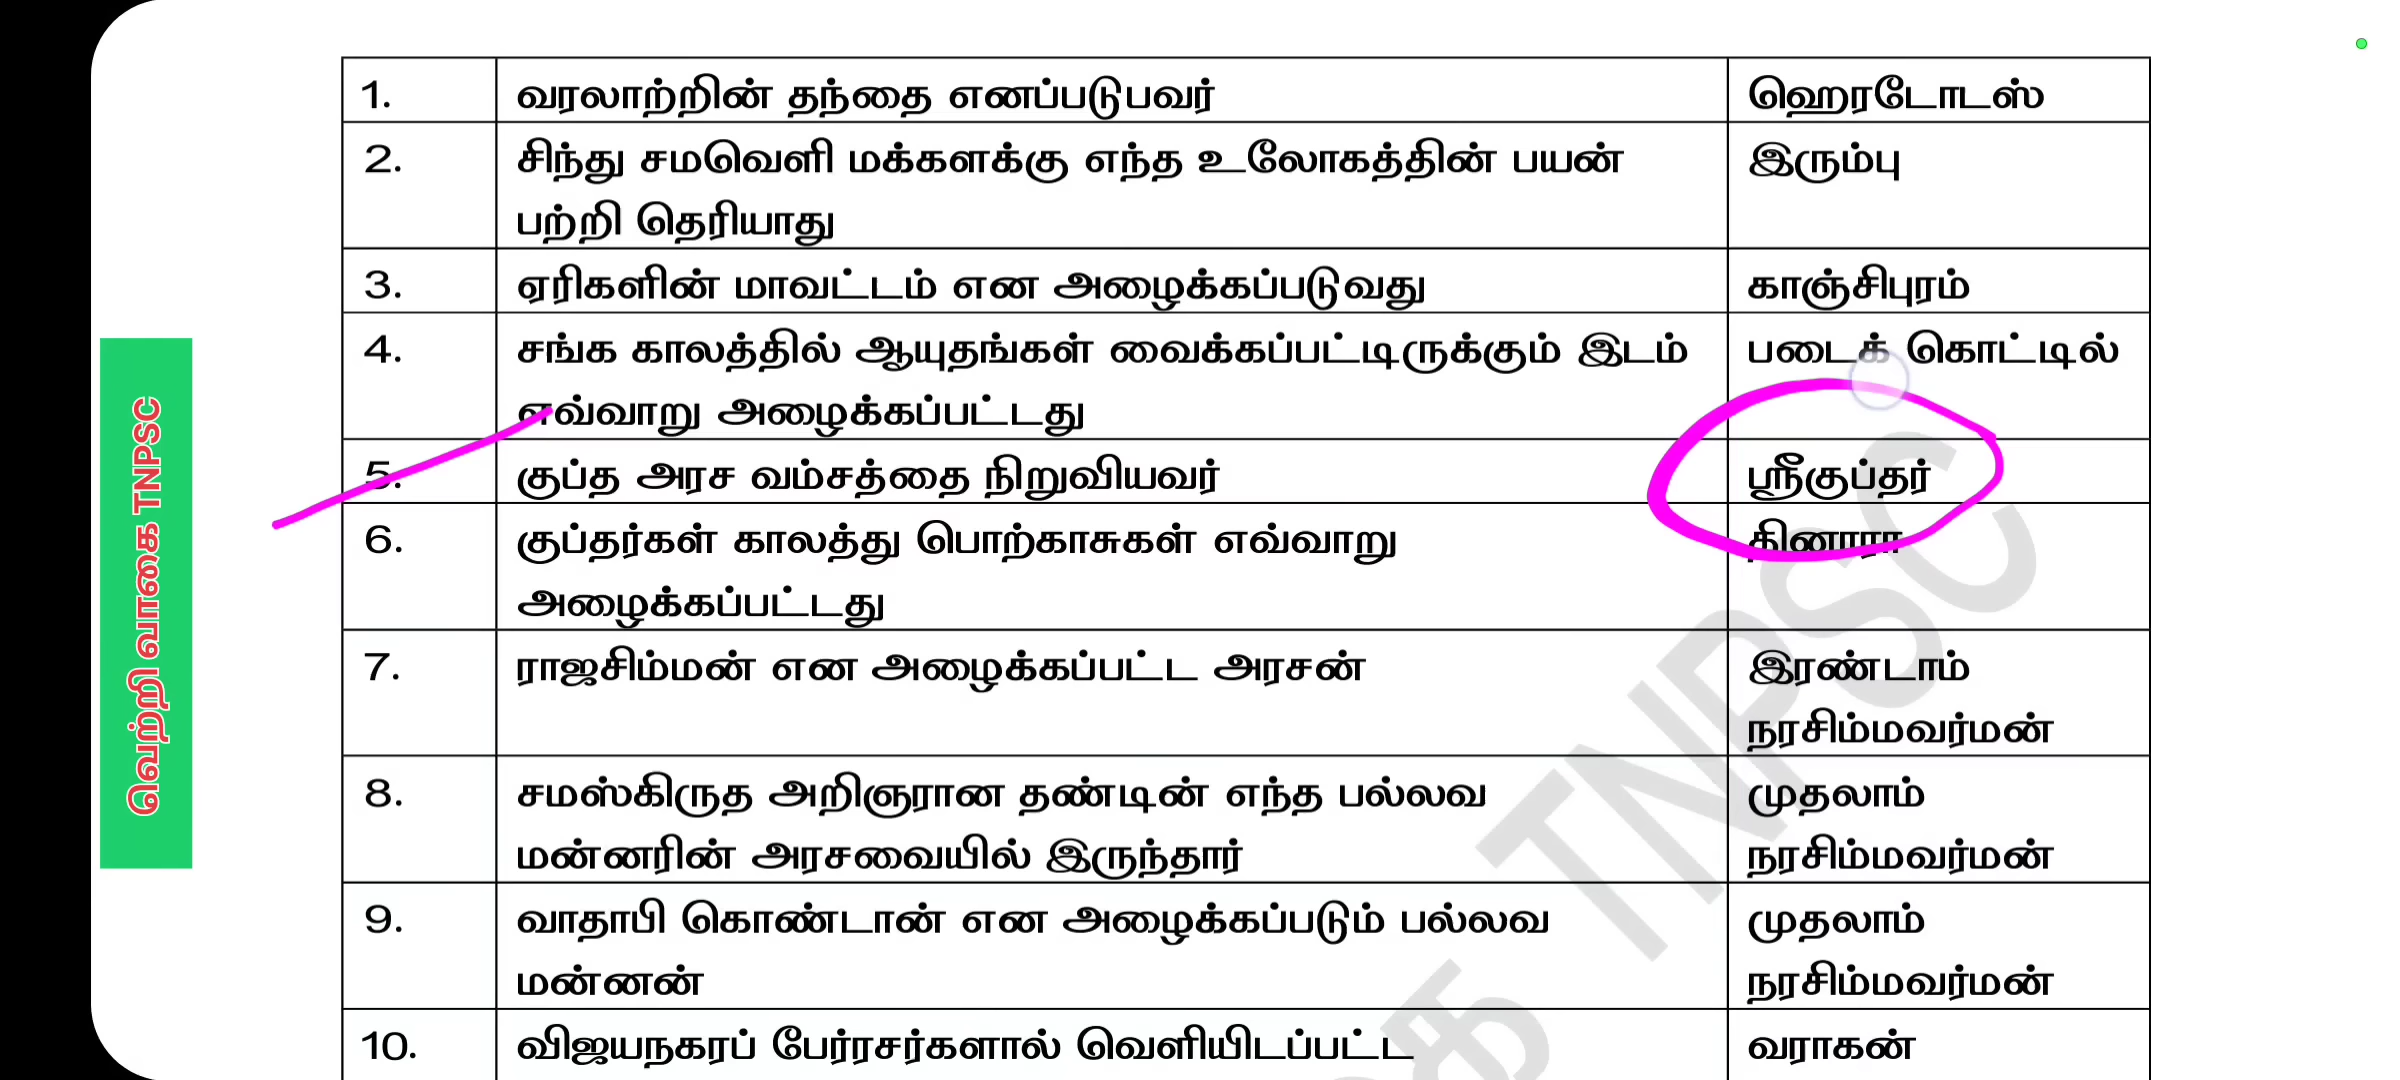 1. வரலாற்றின் தந்தை எனப்படுபவர் ஹெரடோடஸ்
2. சிந்து சமவெளி மக்களக்கு எந்த உலோகத்தின் பயன் இரும்பு
பற்றி தெரியாது
3. ஏரிகளின் மாவட்டம் என அழைக்கப்படுவது காஞ்சிபுரம்
4. சங்க காலத்தில் ஆயுதங்கள் வைக்கப்பட்டிருக்கும் இடம் படைக் கொட்டில்
எவ்வாறு அழைக்கப்பட்டது
5. குப்த அரச வம்சத்தை நிறுவியவர் ஸ்ரீகுப்தர்
6. குப்தர்கள் காலத்து பொற்காசுகள் எவ்வாறு தினாரா
அழைக்கப்பட்டது
7. ராஜசிம்மன் என அழைக்கப்பட்ட அரசன் இரண்டாம்
நரசிம்மவர்மன்
8. சமஸ்கிருத அறிஞரான தண்டின் எந்த பல்லவ முதலாம்
மன்னரின் அரசவையில் இருந்தார் நரசிம்மவர்மன்
9. வாதாபி கொண்டான் என அழைக்கப்படும் பல்லவ முதலாம்
மன்னன் நரசிம்மவர்மன்
10. விஜயநகரப் பேர்ரசர்களால் வெளியிடப்பட்ட வராகன்
வெற்றி வாகை TNPSC
TNPSC